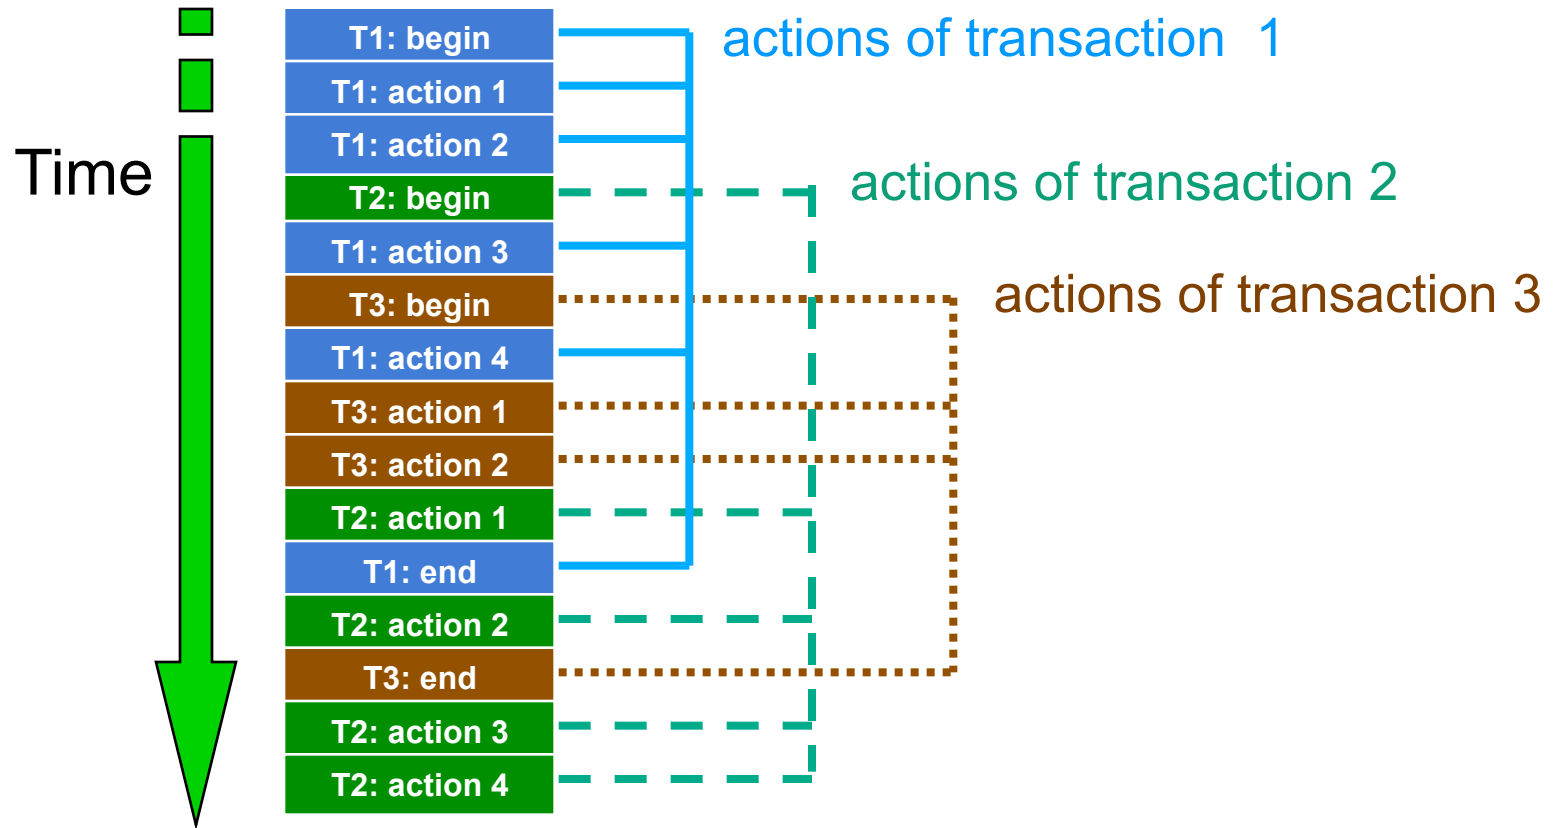 Time
T1: begin
T1: action 1
T1: action 2
T2: begin
T1: action 3
T3: begin
T1: action 4
T3: action 1
T3: action 2
T2: action 1
T1: end
T2: action 2
T3: end
T2: action 3
T2: action 4
actions of transaction 1
actions of transaction 2
actions of transaction 3